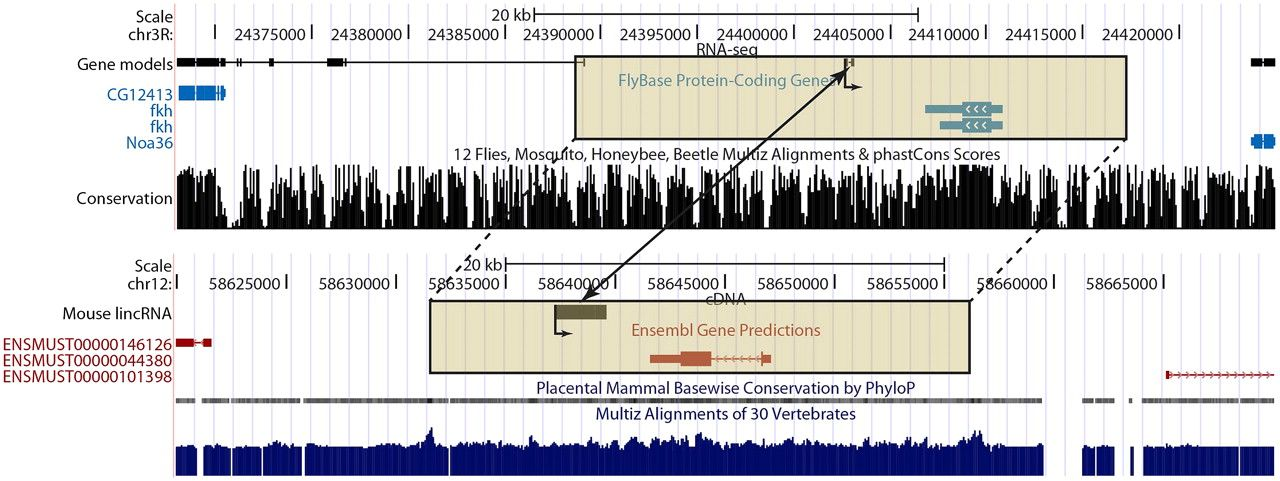 Scale 20 kb
chr3R: 24375000 24380000 24385000 24390000 24395000 24400000 24405000 24410000 24415000 24420000
RNA-seq
Gene models
FlyBase Protein-Coding Genes
CG12413
fkh
fkh
Noa36
12 Flies, Mosquito, Honeybee, Beetle Multiz Alignments & phastCons Scores
Conservation
Scale 20 kb
chr12: 58625000 58630000 58635000 58640000 58645000 58650000 58655000 58660000 58665000
cDNA
Mouse lincRNA
Ensembl Gene Predictions
ENSMUST00000146126
ENSMUST00000044380
ENSMUST00000101398
Placental Mammal Basewise Conservation by PhyloP
Multiz Alignments of 30 Vertebrates